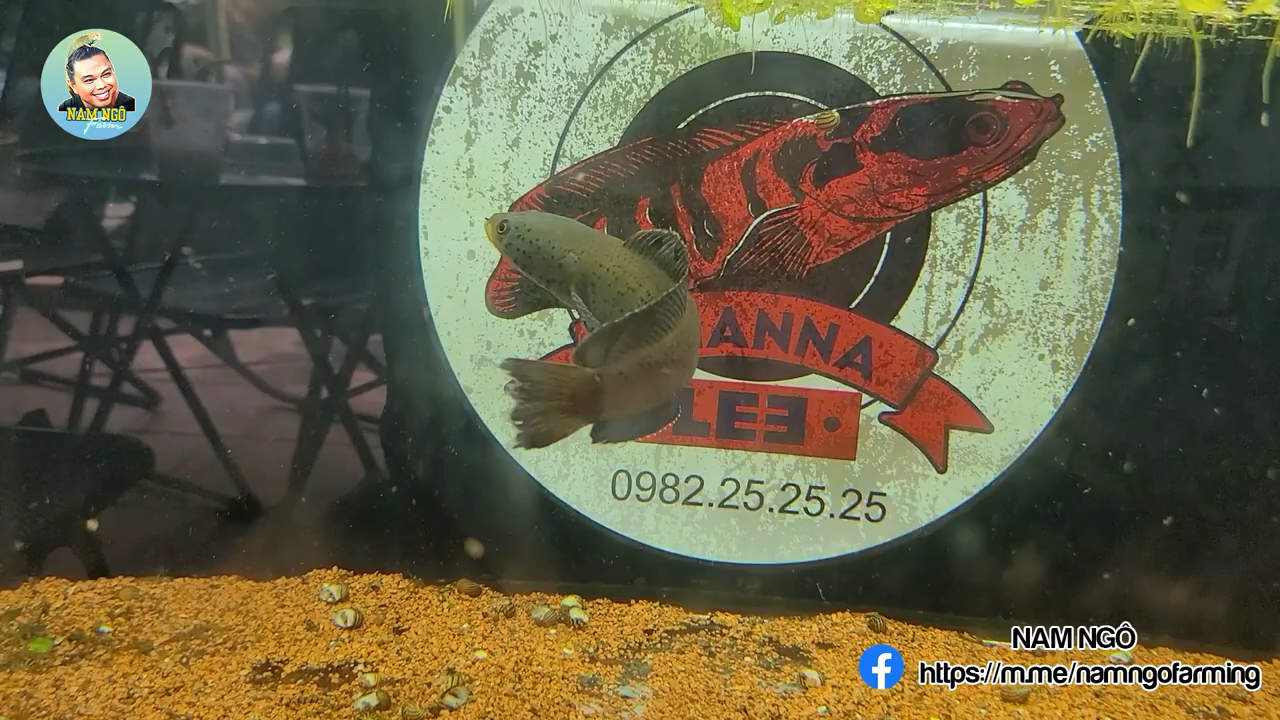 NAM NGÔ
Farm
ANNA
LEE
0982.25.25.25
NAM NGÔ
https://m.me/namngofarming